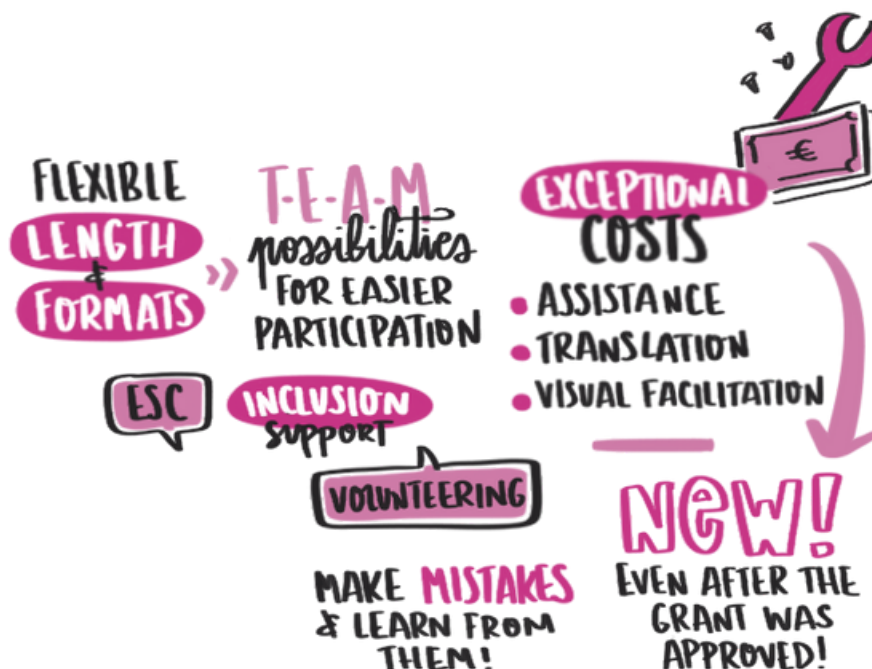 FLEXIBLE
LENGTH
&
FORMATS
T-E-A-M
possibilities
FOR EASIER
PARTICIPATION
EXCEPTIONAL
COSTS
€
• ASSISTANCE
• TRANSLATION
• VISUAL FACILITATION
ESC
INCLUSION
SUPPORT
VOLUNTEERING
MAKE MISTAKES
& LEARN FROM
THEM!
NEW!
EVEN AFTER THE
GRANT WAS
APPROVED!